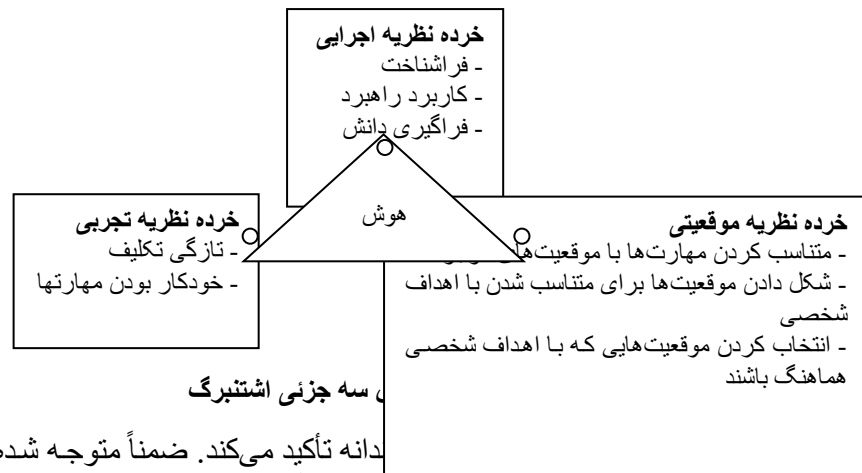 خرده نظریه اجرایی
- فراشناخت
- کاربرد راهبرد
- فراگیری دانش
هوش
خرده نظریه تجربی
- تازگی تکلیف
- خودکار بودن مهارتها
خرده نظریه موقعیتی
- متناسب کردن مهارت‌ها با موقعیت‌های
- شکل دادن موقعیت‌ها برای متناسب شدن با اهداف
شخصی
- انتخاب کردن موقعیت‌هایی که با اهداف شخصی
هماهنگ باشند
سه جزئی اشتنبرگ
تأکید می‌کند. ضمناً متوجه شده